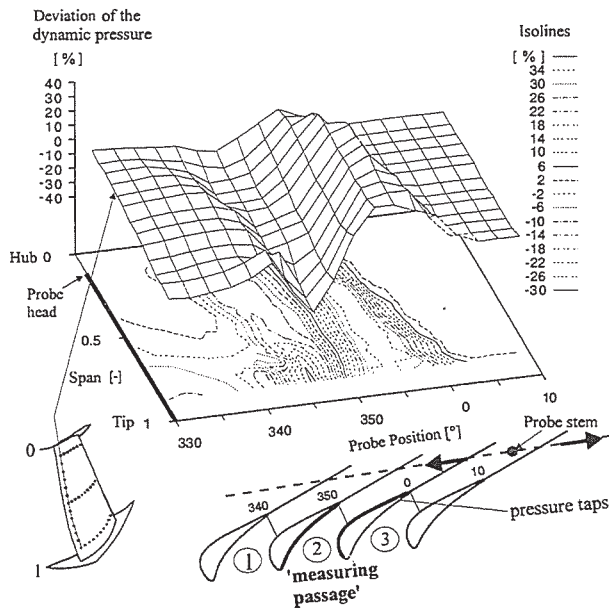 Deviation of the
dynamic pressure
[ % ]
40
30
20
10
0
-10
-20
-30
-40
Isolines
[ % ]
34
30
26
22
18
14
10
6
2
-2
-6
-10
-14
-18
-22
-26
-30
Hub 0
Probe
head
0.5
Span [-]
Tip 1
330
340
350
0
10
Probe Position [°]
Probe stem
0
1
340
350
0
10
pressure taps
1
2
3
'measuring
passage'